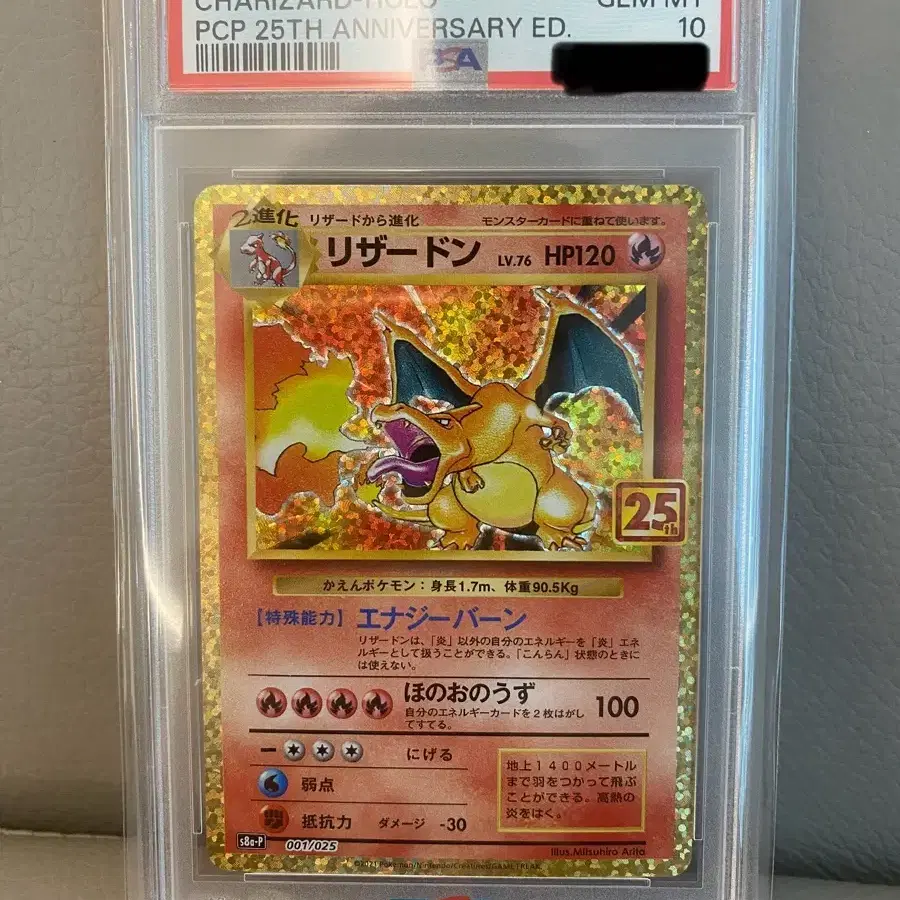 CHARIZARD-HOLO
GEM MT
PCP 25TH ANNIVERSARY ED.
10
PSA
2進化 リザードから進化
モンスターカードに重ねて使います。
リザードン LV.76 HP120
25th
かえんポケモン：身長1.7m、体重90.5Kg
【特殊能力】エナジーバーン
リザードンは、「炎」以外の自分のエネルギーを「炎」エネ
ルギーとして扱うことができる。「こんらん」状態のときに
は使えない。
ほのおのうず 100
自分のエネルギーカードを2枚はがし
てすてる。
にげる
弱点
抵抗力 ダメージ -30
地上1400メートル
まで羽をつかって飛ぶ
ことができる。高熱の
炎をはく。
s8a-P 001/025
Illus.Mitsuhiro Arita
©2021 Pokémon/Nintendo/Creatures/GAME FREAK.